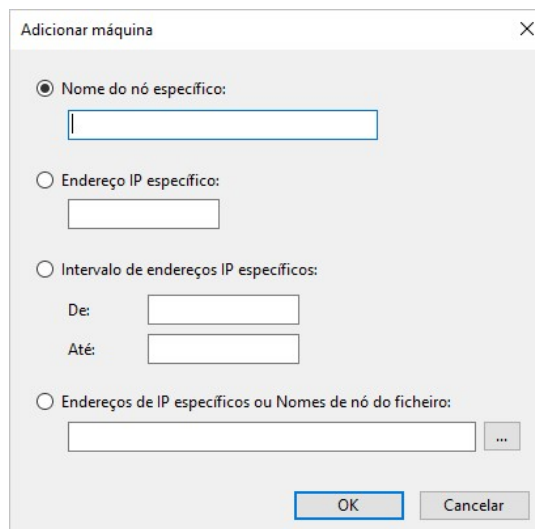 Adicionar máquina
Nome do nó específico:
Endereço IP específico:
Intervalo de endereços IP específicos:
De:
Até:
Endereços de IP específicos ou Nomes de nó do ficheiro:
...
OK Cancelar